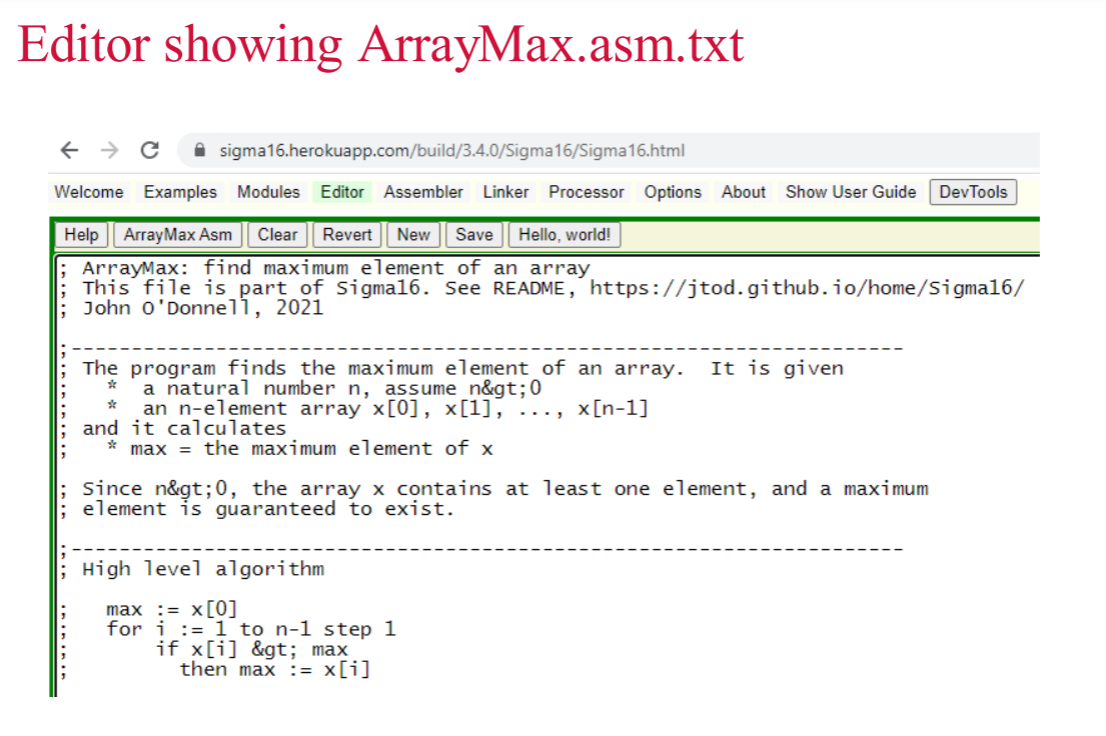 Editor showing ArrayMax.asm.txt
sigma16.herokuapp.com/build/3.4.0/Sigma16/Sigma16.html
Welcome Examples Modules Editor Assembler Linker Processor Options About Show User Guide DevTools
Help ArrayMax Asm Clear Revert New Save Hello, world!
; ArrayMax: find maximum element of an array
; This file is part of Sigma16. See README, https://jtod.github.io/home/Sigma16/
; John O'Donnell, 2021
;---------------------------------------------------------------------
; The program finds the maximum element of an array.  It is given
;   *  a natural number n, assume n&gt;0
;   *  an n-element array x[0], x[1], ..., x[n-1]
; and it calculates
;   * max = the maximum element of x
; Since n&gt;0, the array x contains at least one element, and a maximum
; element is guaranteed to exist.
;---------------------------------------------------------------------
; High level algorithm
;   max := x[0]
;   for i := 1 to n-1 step 1
;       if x[i] &gt; max
;         then max := x[i]